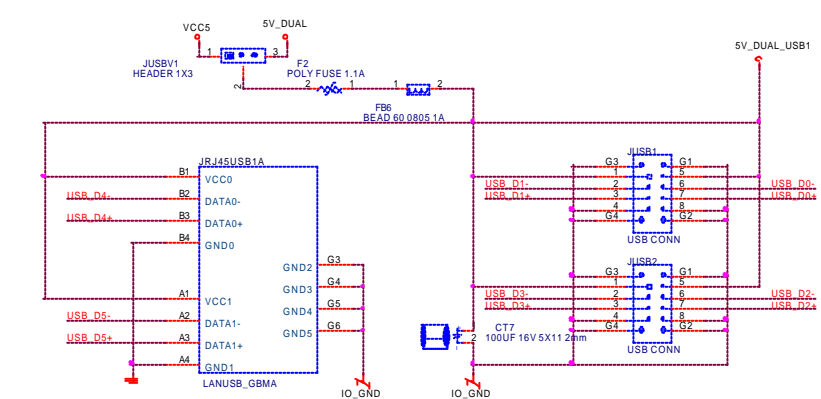 VCC5
5V_DUAL
1
3
JUSBV1
HEADER 1X3
2
F2
POLY FUSE 1.1A
2
1
1
2
FB6
BEAD 60 0805 1A
5V_DUAL_USB1
JRJ45USB1A
B1
VCC0
USB_D4-
B2
DATA0-
USB_D4+
B3
DATA0+
B4
GND0
A1
VCC1
USB_D5-
A2
DATA1-
USB_D5+
A3
DATA1+
A4
GND1
GND2
G3
GND3
G4
GND4
G5
GND5
G6
LANUSB_GBMA
IO_GND
JUSB1
G3
G1
1
5
USB_D1-
2
6
USB_D0-
USB_D1+
3
7
USB_D0+
4
8
G4
G2
USB CONN
JUSB2
G3
G1
1
5
USB_D3-
2
6
USB_D2-
USB_D3+
3
7
USB_D2+
4
8
G4
G2
USB CONN
CT7
100UF 16V 5X11 2mm
2
IO_GND